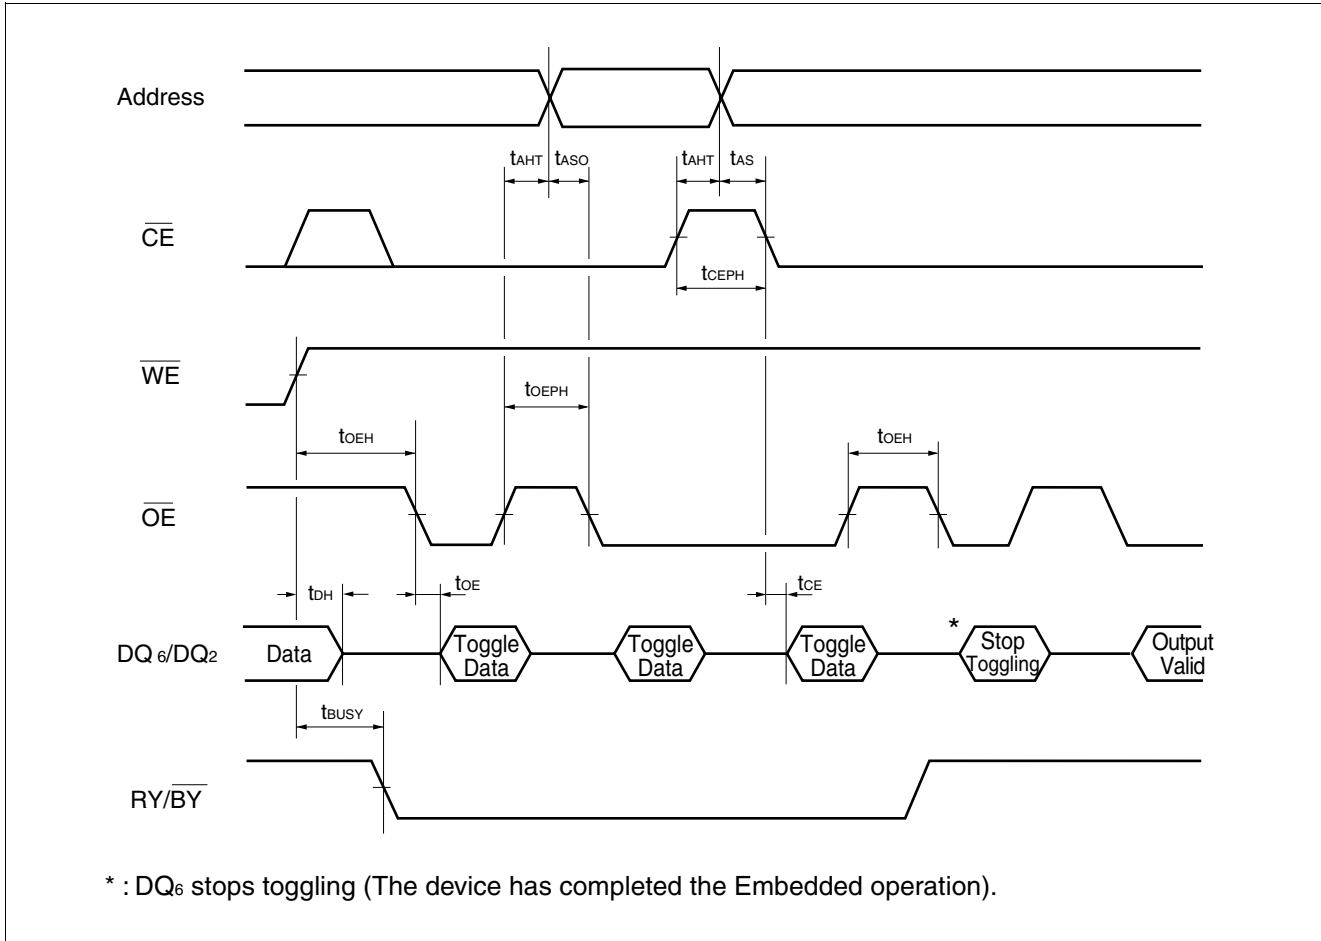 Address
tAHT tASO tAHT tAS
CE
tCEPH
WE
tOEPH
tOEH tOEH
OE
tDH tOE tCE
DQ 6/DQ2 Data Toggle Data Toggle Data Toggle Data * Stop Toggling Output Valid
tBUSY
RY/BY
* : DQ6 stops toggling (The device has completed the Embedded operation).